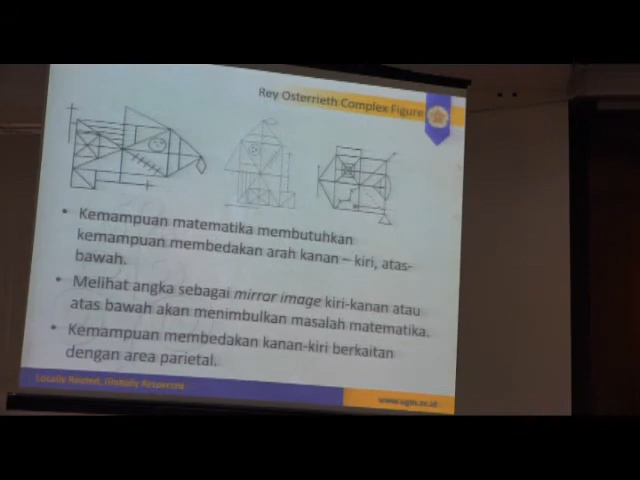 Rey Osterrieth Complex Figure
• Kemampuan matematika membutuhkan
kemampuan membedakan arah kanan – kiri, atas-
bawah.
• Melihat angka sebagai mirror image kiri-kanan atau
atas bawah akan menimbulkan masalah matematika.
• Kemampuan membedakan kanan-kiri berkaitan
dengan area parietal.
Locally Rooted, Globally Respected
www.ugm.ac.id